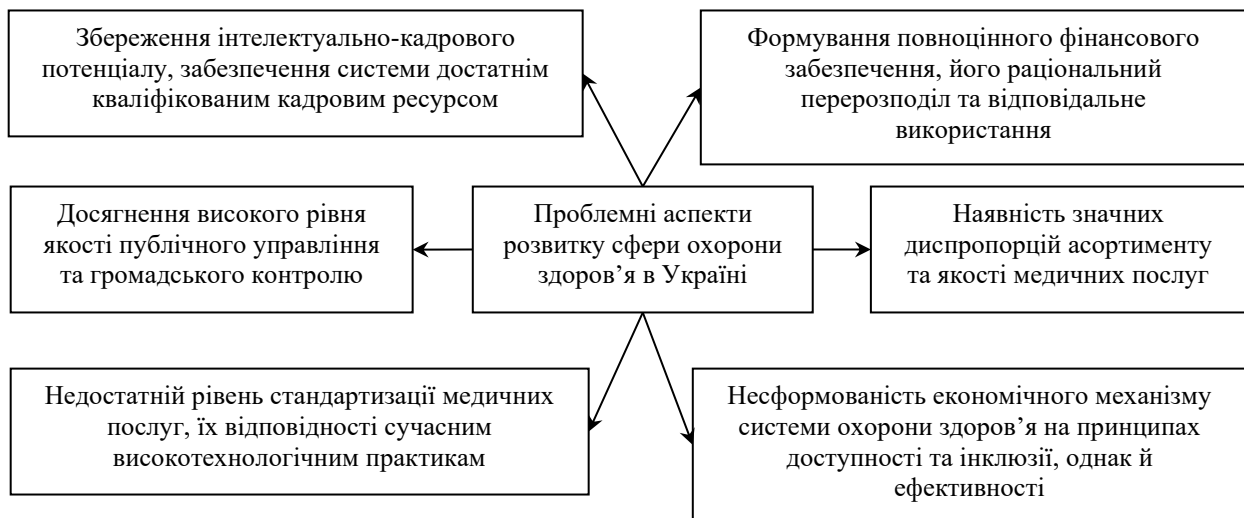 Збереження інтелектуально-кадрового
потенціалу, забезпечення системи достатнім
кваліфікованим кадровим ресурсом
Формування повноцінного фінансового
забезпечення, його раціональний
перерозподіл та відповідальне
використання
Досягнення високого рівня
якості публічного управління
та громадського контролю
Проблемні аспекти
розвитку сфери охорони
здоров’я в Україні
Наявність значних
диспропорцій асортименту
та якості медичних послуг
Недостатній рівень стандартизації медичних
послуг, їх відповідності сучасним
високотехнологічним практикам
Несформованість економічного механізму
системи охорони здоров’я на принципах
доступності та інклюзії, однак й
ефективності